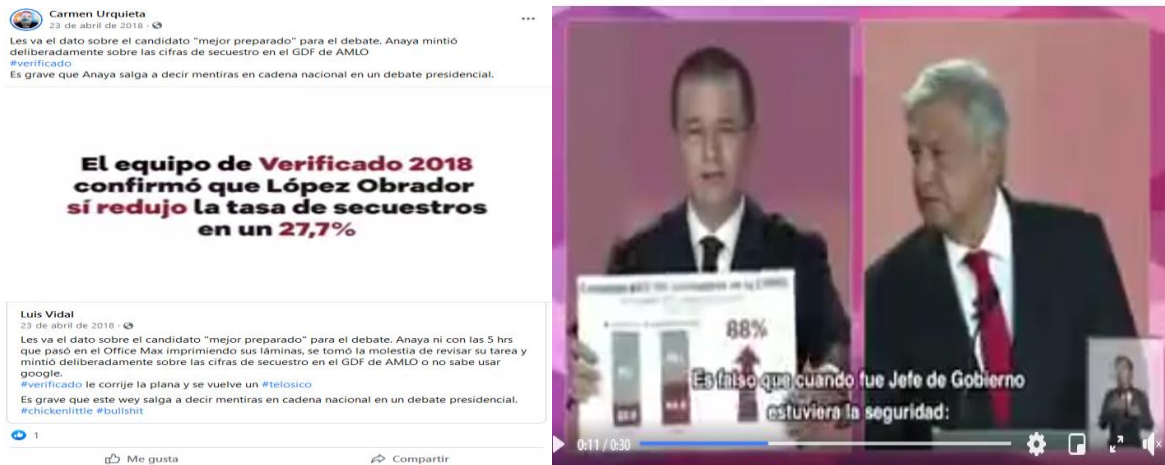 Carmen Urquieta
23 de abril de 2018 ·
Les va el dato sobre el candidato "mejor preparado" para el debate. Anaya mintió
deliberadamente sobre las cifras de secuestro en el GDF de AMLO
#verificado
Es grave que Anaya salga a decir mentiras en cadena nacional en un debate presidencial.
El equipo de Verificado 2018
confirmó que López Obrador
sí redujo la tasa de secuestros
en un 27,7%
Luis Vidal
23 de abril de 2018 ·
Les va el dato sobre el candidato "mejor preparado" para el debate. Anaya ni con las 5 hrs
que pasó en el Office Max imprimiendo sus láminas, se tomó la molestia de revisar su tarea y
mintió deliberadamente sobre las cifras de secuestro en el GDF de AMLO o no sabe usar
google.
#verificado le corrije la plana y se vuelve un #telosico
Es grave que este wey salga a decir mentiras en cadena nacional en un debate presidencial.
#chickenlittle #bullshit
1
Me gusta
Compartir
88%
Es falso que cuando fue Jefe de Gobierno
estuviera la seguridad:
0:11 / 0:30